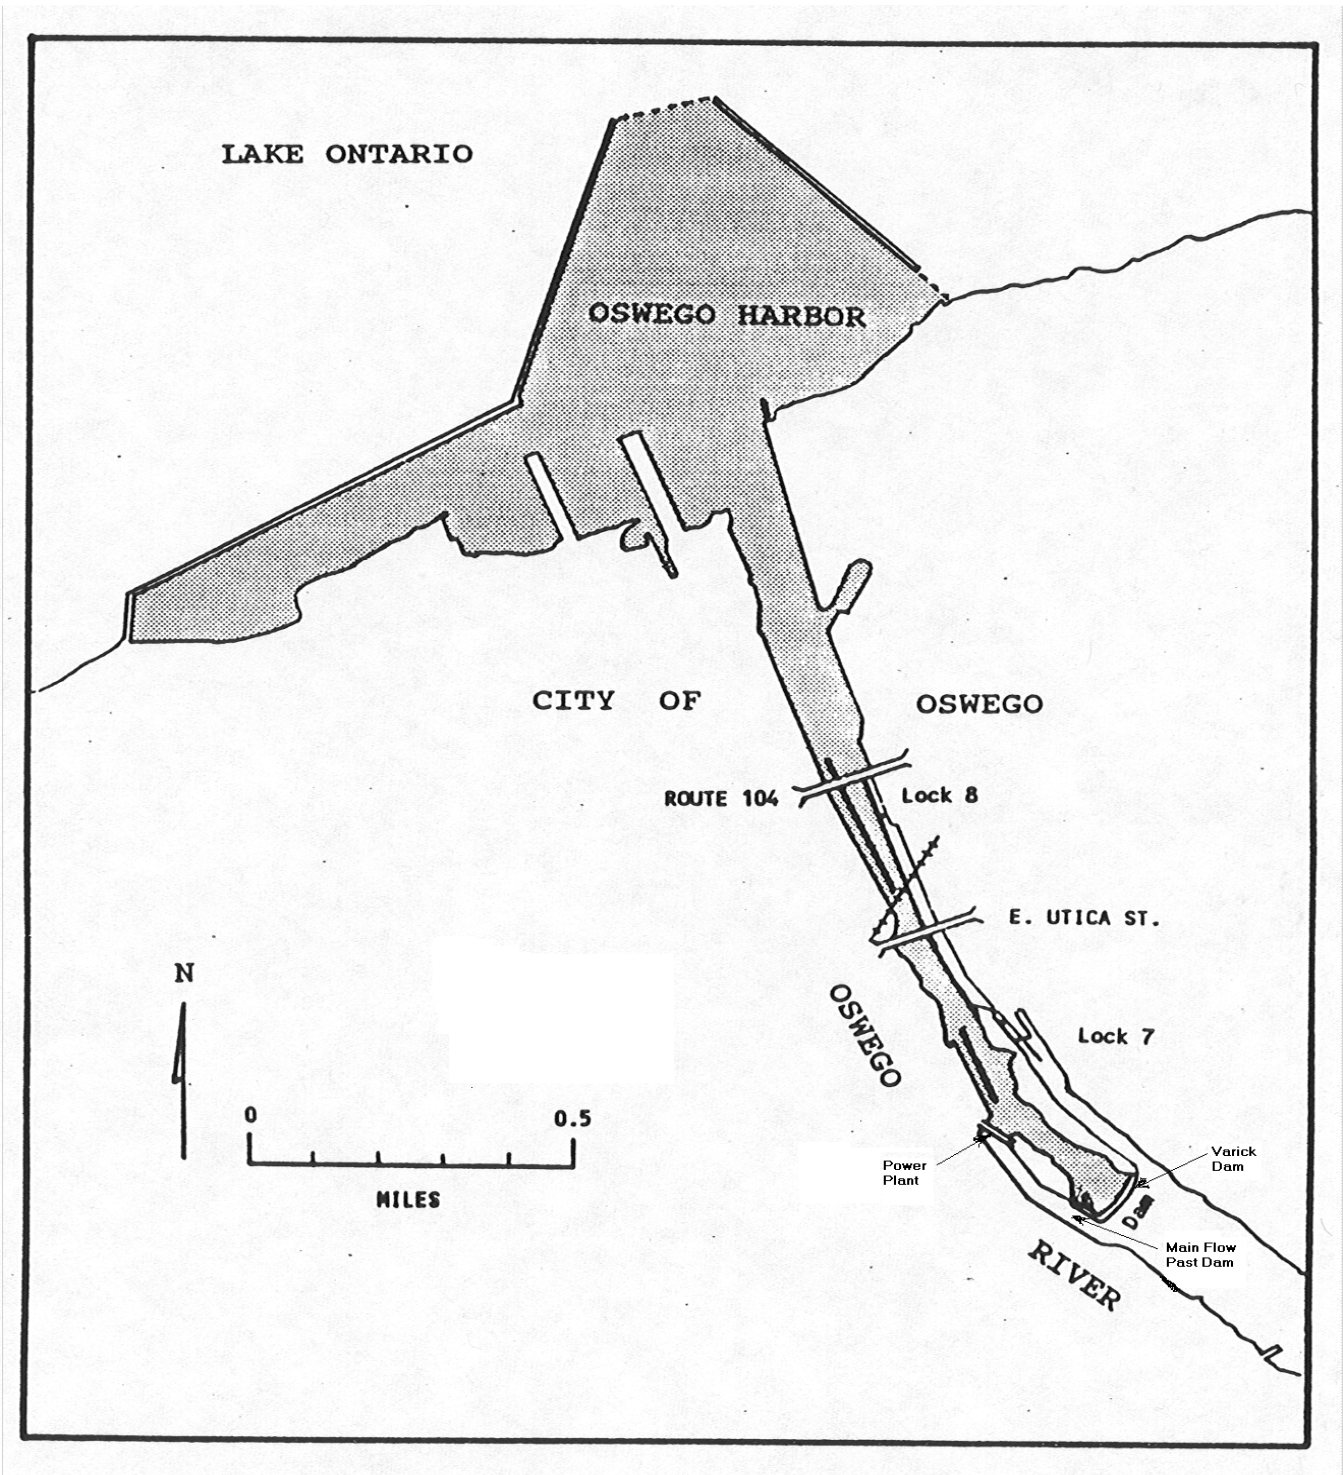 LAKE ONTARIO
OSWEGO HARBOR
CITY OF OSWEGO
ROUTE 104
Lock 8
E. UTICA ST.
N
OSWEGO
Lock 7
0 0.5
MILES
Power
Plant
Varick
Dam
Main Flow
Past Dam
RIVER